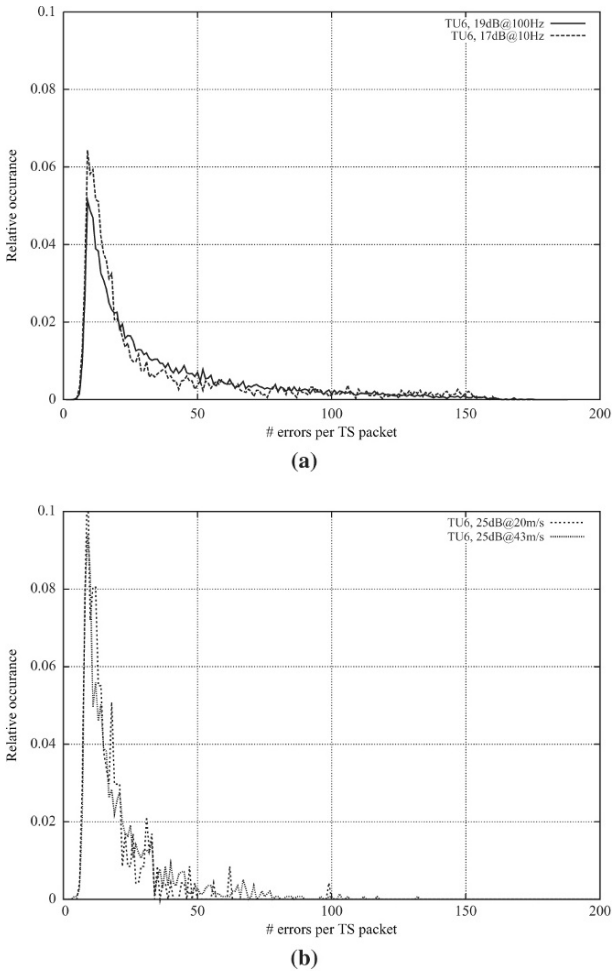 TU6, 19dB@100Hz
TU6, 17dB@10Hz
0.1
0.08
0.06
0.04
0.02
0
Relative occurance
0 50 100 150 200
# errors per TS packet
(a)
TU6, 25dB@20m/s
TU6, 25dB@43m/s
0.1
0.08
0.06
0.04
0.02
0
Relative occurance
0 50 100 150 200
# errors per TS packet
(b)